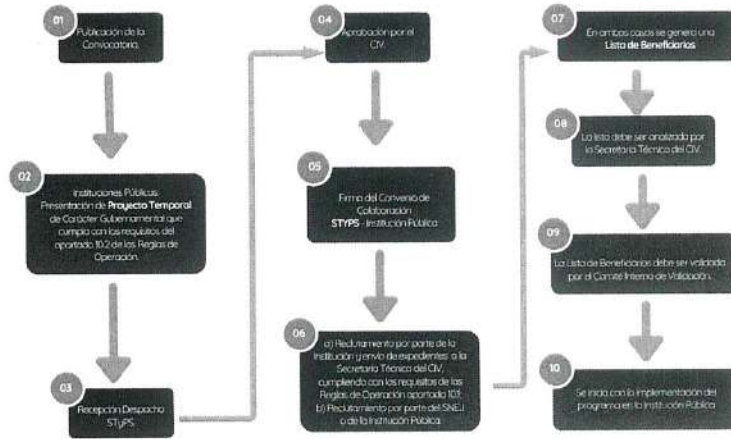 01
Publicación de la
Convocatoria.
02
Instituciones Públicas:
Presentación de Proyecto Temporal
de Carácter Gubernamental que
cumpla con los requisitos del
apartado 10.2 de las Reglas de
Operación.
03
Recepción Despacho
STyPS.
04
Aprobación por el
CIV.
05
Firma del Convenio de
Colaboración
STYPS - Institución Pública
06
a) Reclutamiento por parte de la
Institución y envío de expedientes a la
Secretaría Técnica del CIV,
cumpliendo con los requisitos de las
Reglas de Operación apartado 10.1;
b) Reclutamiento por parte del SNEJ
o de la Institución Pública
07
En ambos casos se genera una
Lista de Beneficiarios
08
La lista debe ser analizada por
la Secretaría Técnica del CIV.
09
La Lista de Beneficiarios debe ser validada
por el Comité Interno de Validación.
10
Se inicia con la implementación del
programa en la Institución Pública